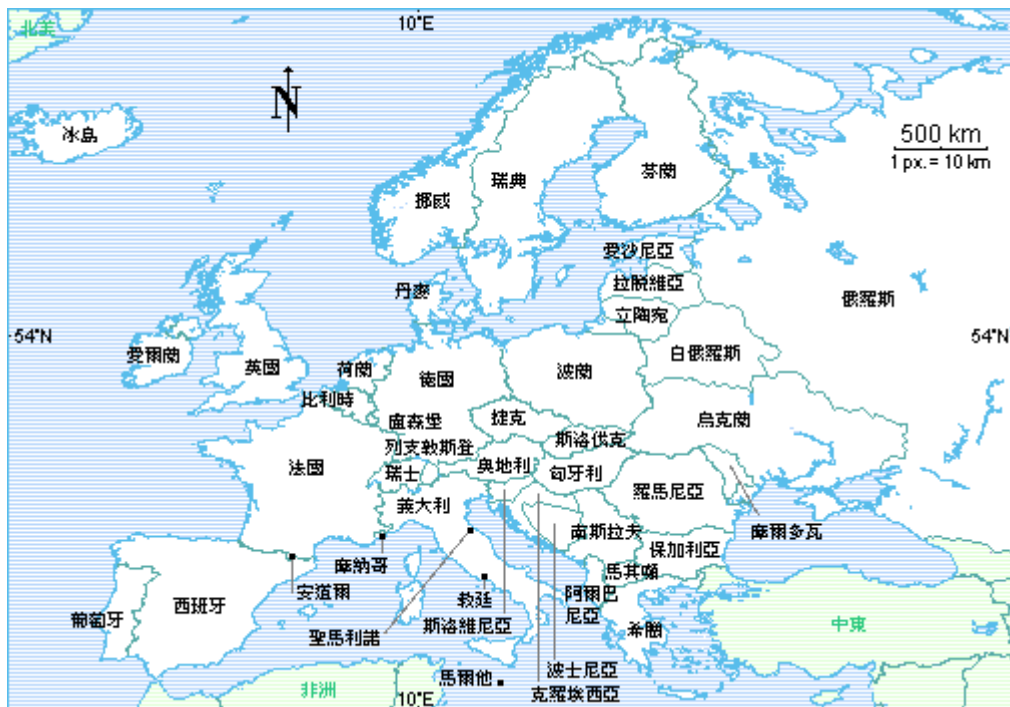 10°E
北美
N
500 km
1 px. = 10 km
冰島
挪威
瑞典
芬蘭
愛沙尼亞
拉脫維亞
立陶宛
俄羅斯
丹麥
54°N
54°N
愛爾蘭
英國
荷蘭
德國
波蘭
白俄羅斯
比利時
盧森堡
捷克
烏克蘭
斯洛伐克
列支敦斯登
法國
瑞士
奧地利
匈牙利
羅馬尼亞
義大利
南斯拉夫
摩爾多瓦
保加利亞
摩納哥
馬其頓
安道爾
教廷
阿爾巴
尼亞
西班牙
葡萄牙
聖馬利諾
斯洛維尼亞
希臘
中東
波士尼亞
馬爾他
克羅埃西亞
非洲
10°E